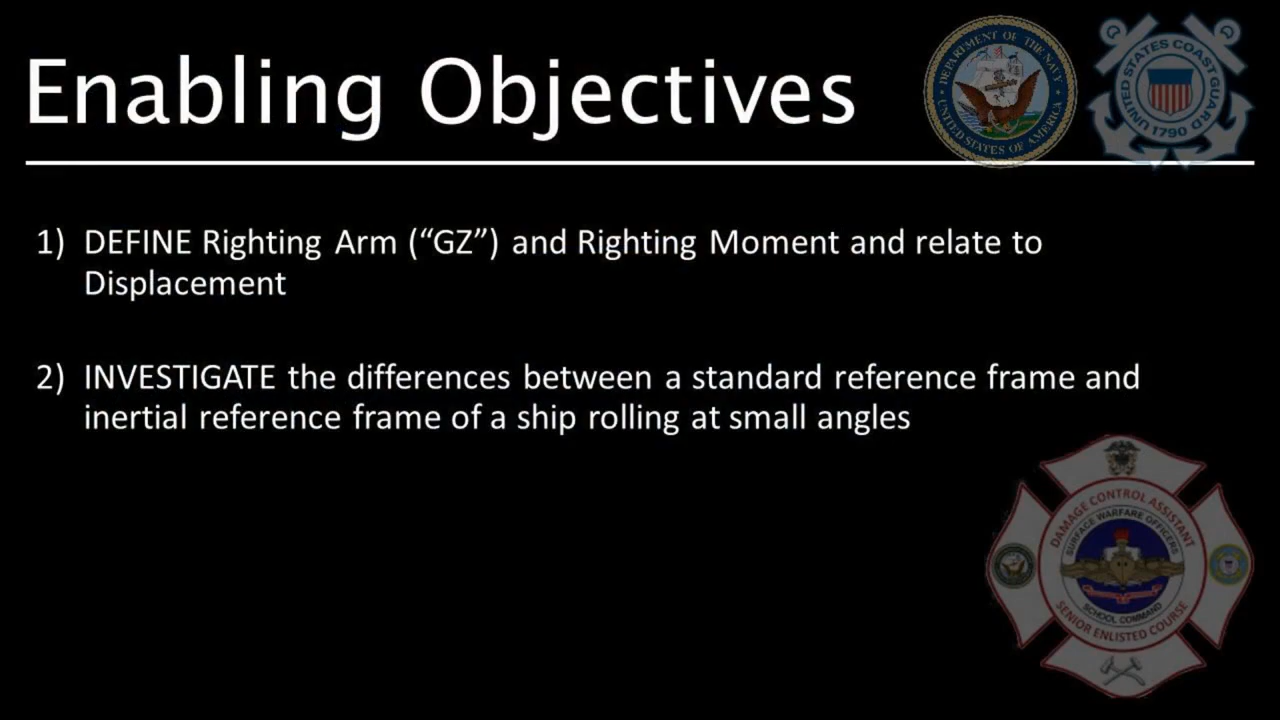 Enabling Objectives
DEPARTMENT OF THE NAVY
UNITED STATES OF AMERICA
UNITED STATES COAST GUARD
1790
1) DEFINE Righting Arm (“GZ”) and Righting Moment and relate to
Displacement
2) INVESTIGATE the differences between a standard reference frame and
inertial reference frame of a ship rolling at small angles
DAMAGE CONTROL ASSISTANT
SURFACE WARFARE OFFICERS
SCHOOL COMMAND
SENIOR ENLISTED COURSE